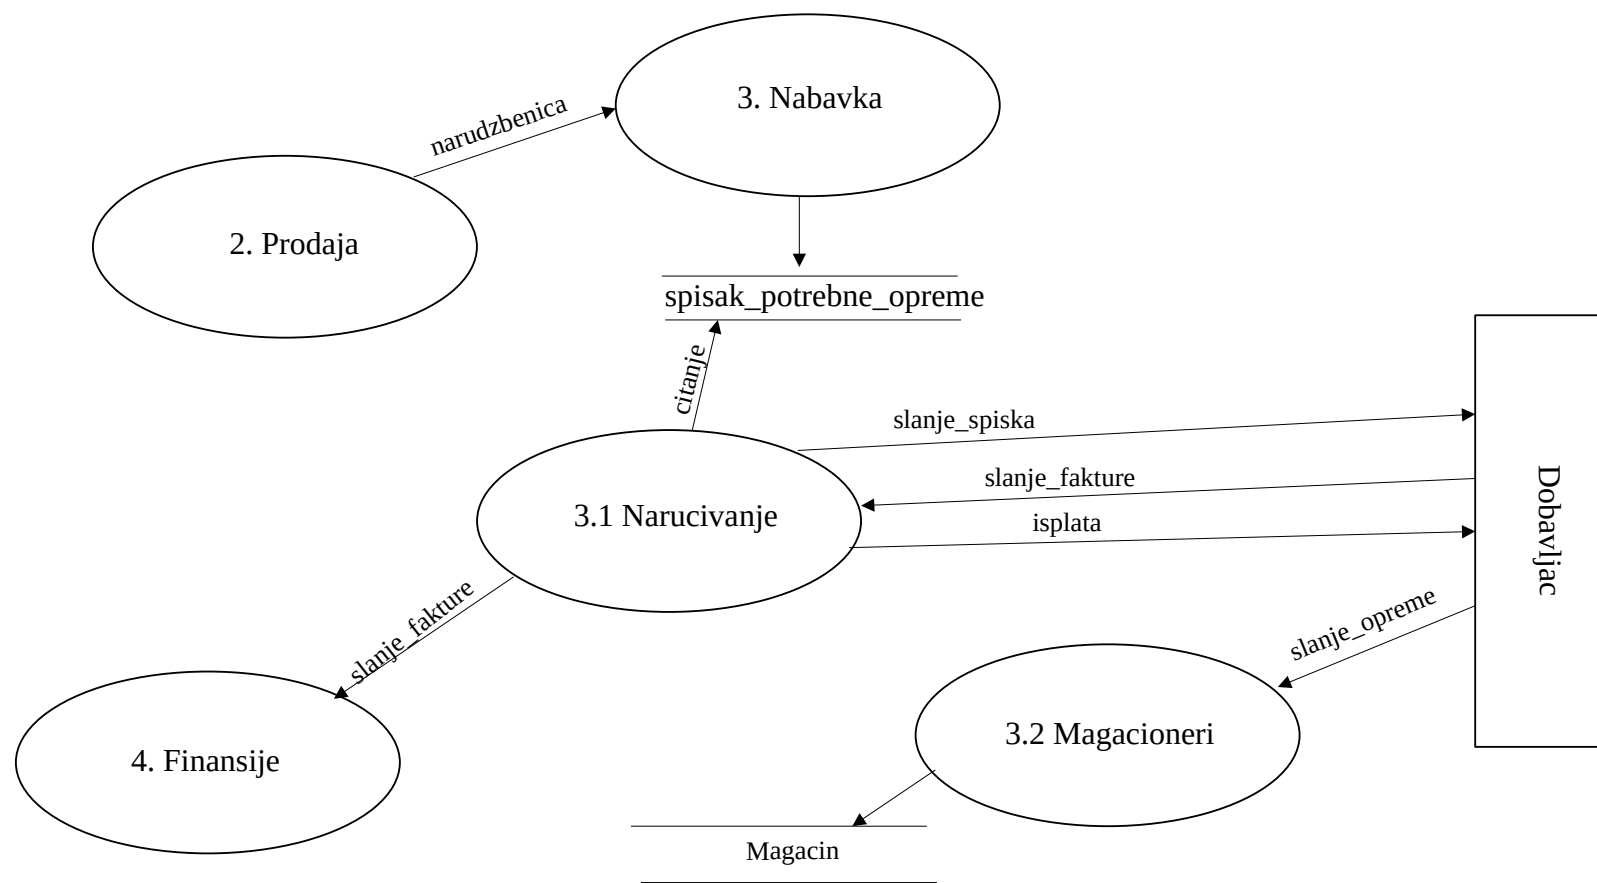 3. Nabavka
narudzbenica
2. Prodaja
spisak_potrebne_opreme
citanje
slanje_spiska
slanje_fakture
3.1 Narucivanje
isplata
Dobavljac
slanje_fakture
slanje_opreme
3.2 Magacioneri
4. Finansije
Magacin